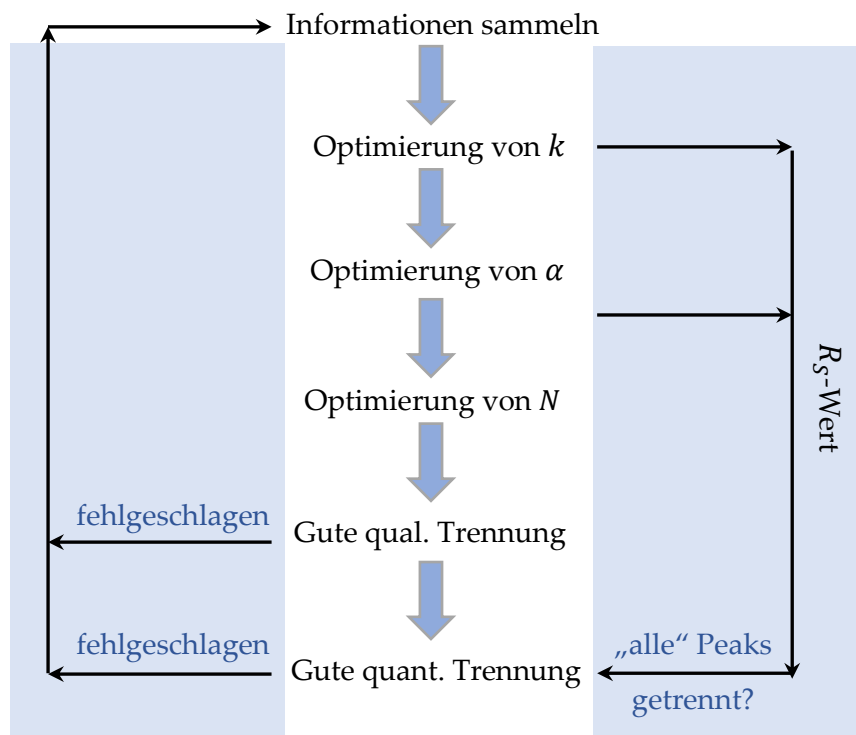 Informationen sammeln
Optimierung von k
Optimierung von α
R_S-Wert
Optimierung von N
fehlgeschlagen
Gute qual. Trennung
fehlgeschlagen
Gute quant. Trennung
„alle“ Peaks
getrennt?